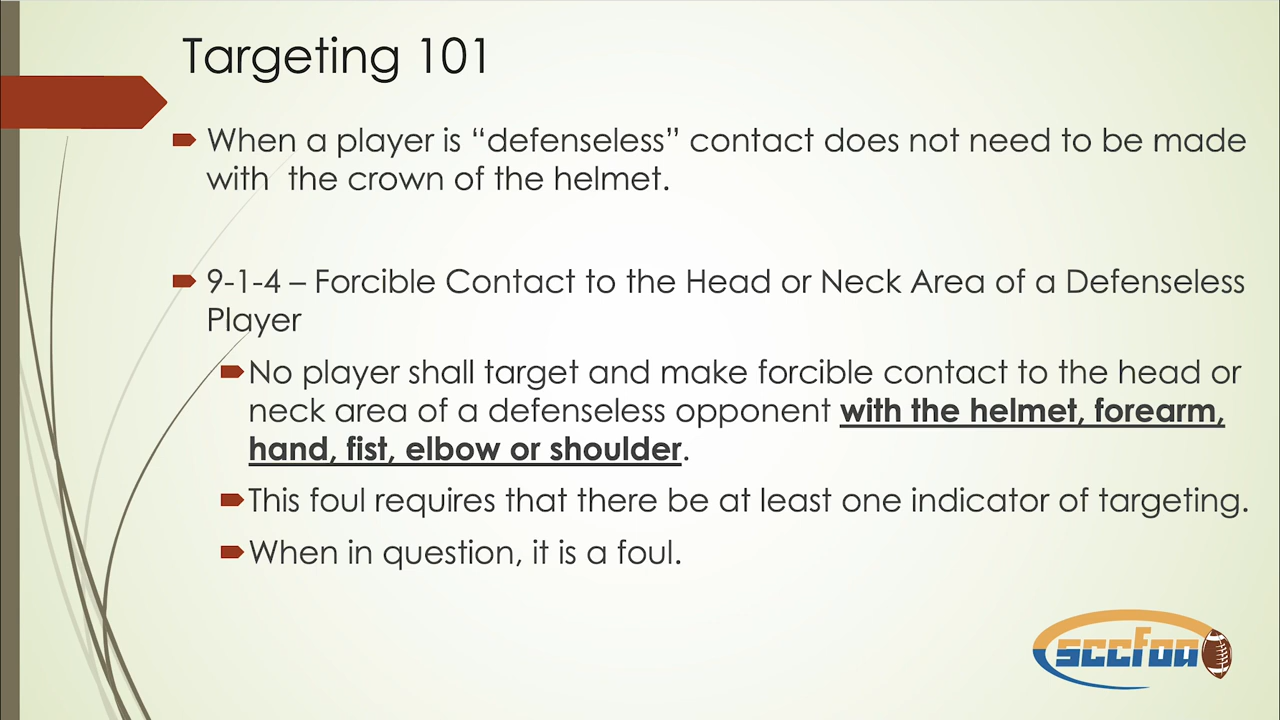 Targeting 101
When a player is “defenseless” contact does not need to be made
with  the crown of the helmet.
9-1-4 – Forcible Contact to the Head or Neck Area of a Defenseless
Player
No player shall target and make forcible contact to the head or
neck area of a defenseless opponent with the helmet, forearm,
hand, fist, elbow or shoulder.
This foul requires that there be at least one indicator of targeting.
When in question, it is a foul.
sccfoa